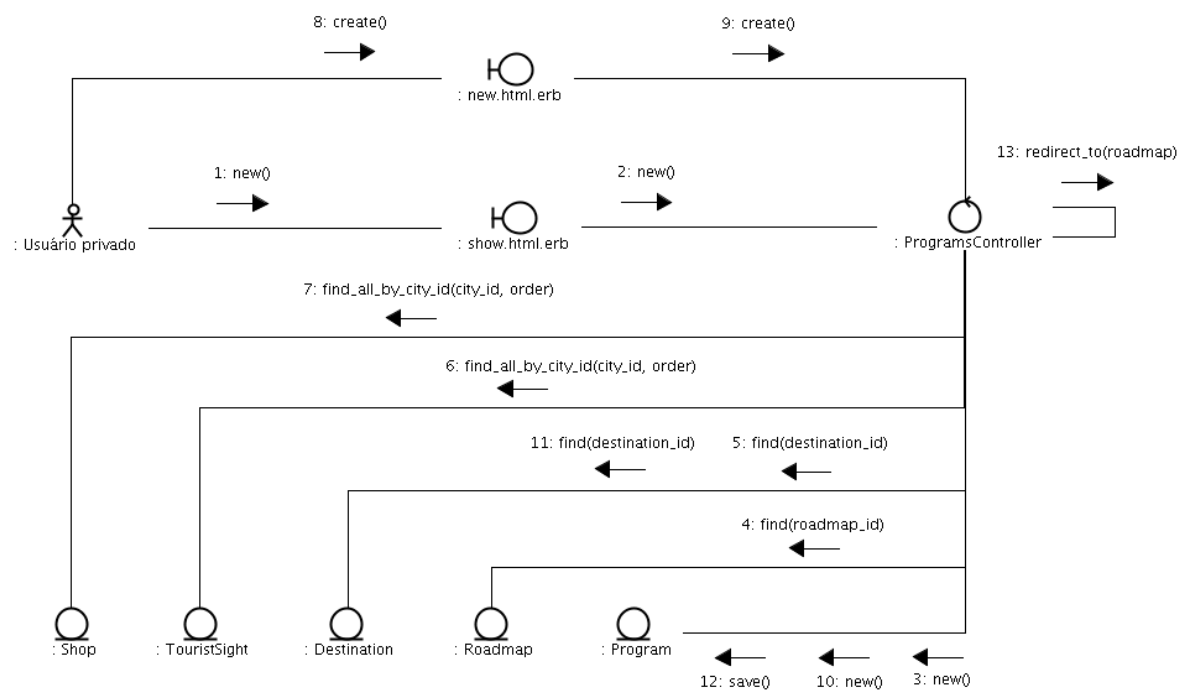 8: create()
9: create()
: new.html.erb
13: redirect_to(roadmap)
1: new()
2: new()
: Usuário privado
: show.html.erb
: ProgramsController
7: find_all_by_city_id(city_id, order)
6: find_all_by_city_id(city_id, order)
11: find(destination_id)
5: find(destination_id)
4: find(roadmap_id)
: Shop
: TouristSight
: Destination
: Roadmap
: Program
12: save()
10: new()
3: new()